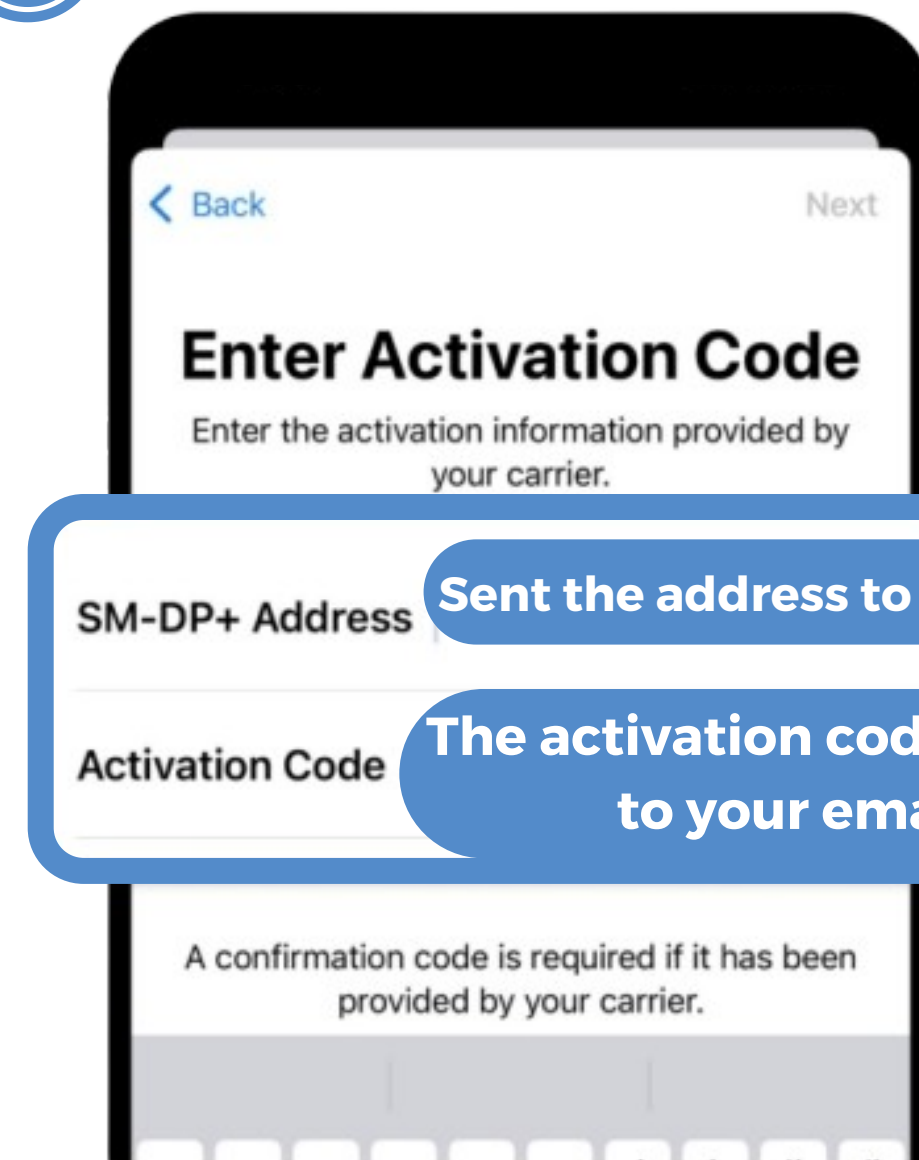 Back
Next
Enter Activation Code
Enter the activation information provided by
your carrier.
SM-DP+ Address
Sent the address to
Activation Code
The activation cod
to your ema
A confirmation code is required if it has been
provided by your carrier.